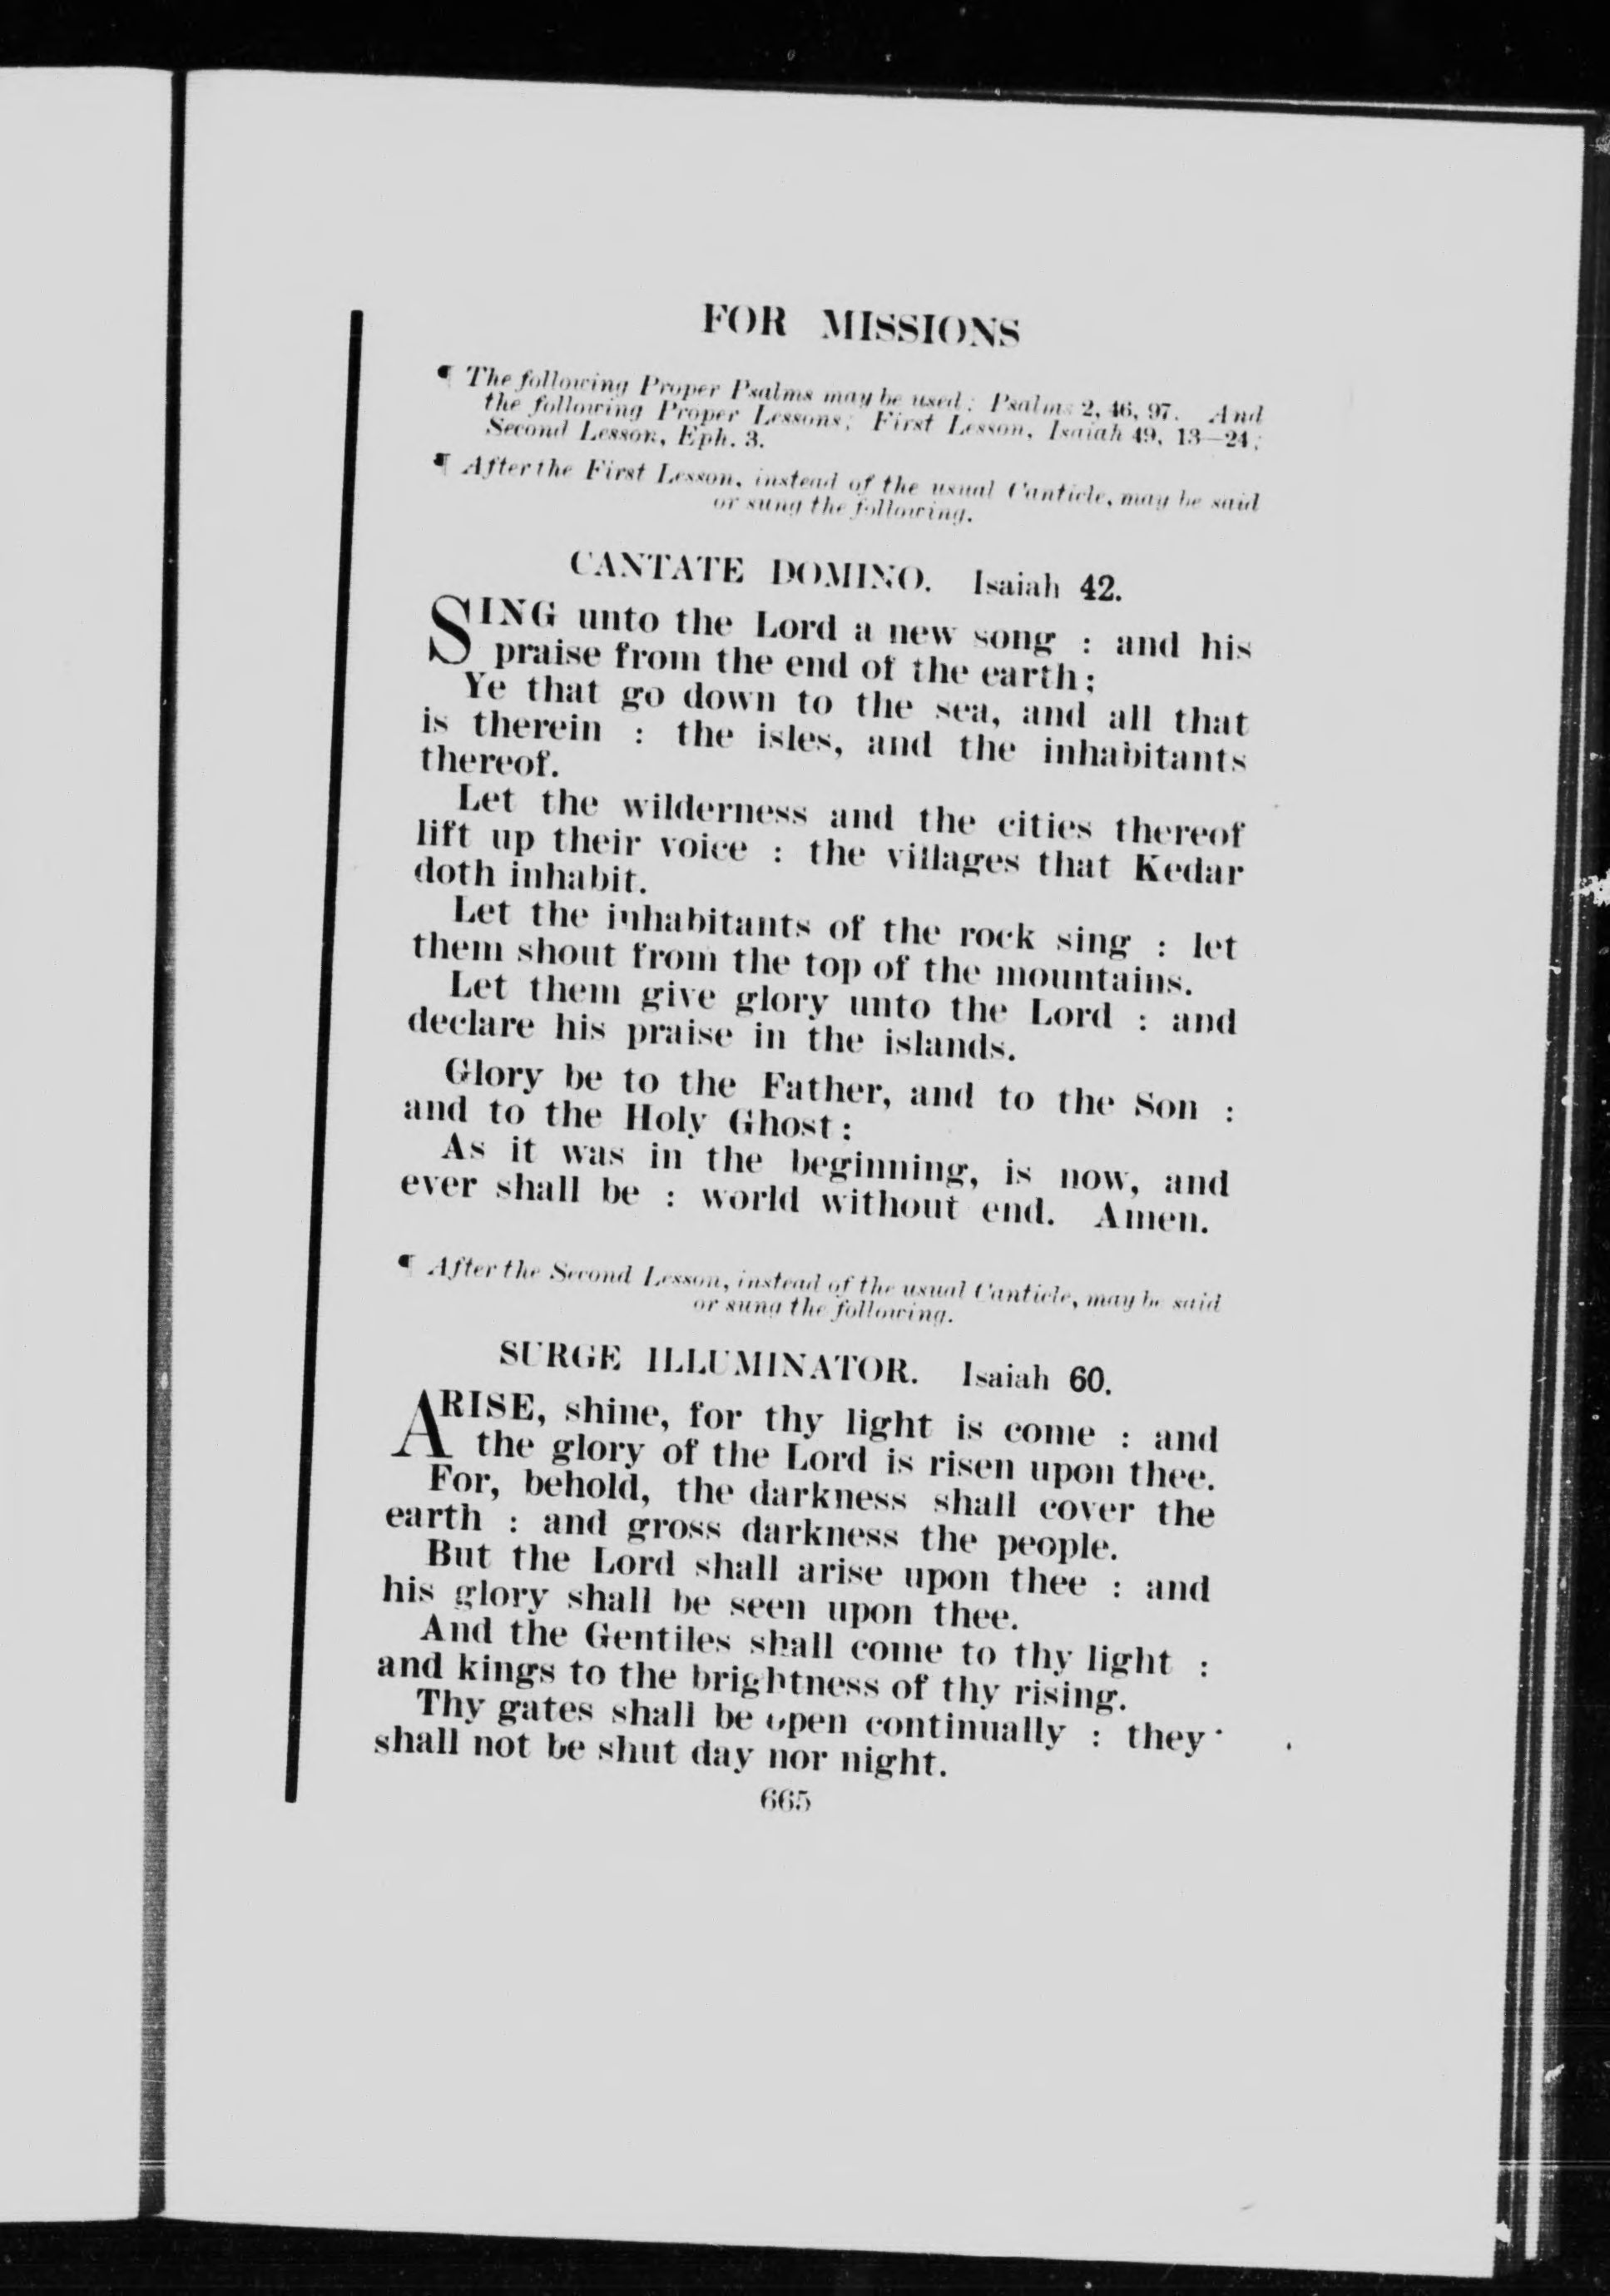 FOR MISSIONS
¶ The following Proper Psalms may be used: Psalms 2, 46, 97. And
the following Proper Lessons; First Lesson, Isaiah 49, 13—24;
Second Lesson, Eph. 3.
¶ After the First Lesson, instead of the usual Canticle, may be said
or sung the following.
CANTATE DOMINO. Isaiah 42.
SING unto the Lord a new song : and his
praise from the end of the earth;
Ye that go down to the sea, and all that
is therein : the isles, and the inhabitants
thereof.
Let the wilderness and the cities thereof
lift up their voice : the villages that Kedar
doth inhabit.
Let the inhabitants of the rock sing : let
them shout from the top of the mountains.
Let them give glory unto the Lord : and
declare his praise in the islands.
Glory be to the Father, and to the Son :
and to the Holy Ghost:
As it was in the beginning, is now, and
ever shall be : world without end. Amen.
¶ After the Second Lesson, instead of the usual Canticle, may be said
or sung the following.
SURGE ILLUMINATOR. Isaiah 60.
ARISE, shine, for thy light is come : and
the glory of the Lord is risen upon thee.
For, behold, the darkness shall cover the
earth : and gross darkness the people.
But the Lord shall arise upon thee : and
his glory shall be seen upon thee.
And the Gentiles shall come to thy light :
and kings to the brightness of thy rising.
Thy gates shall be open continually : they
shall not be shut day nor night.
665